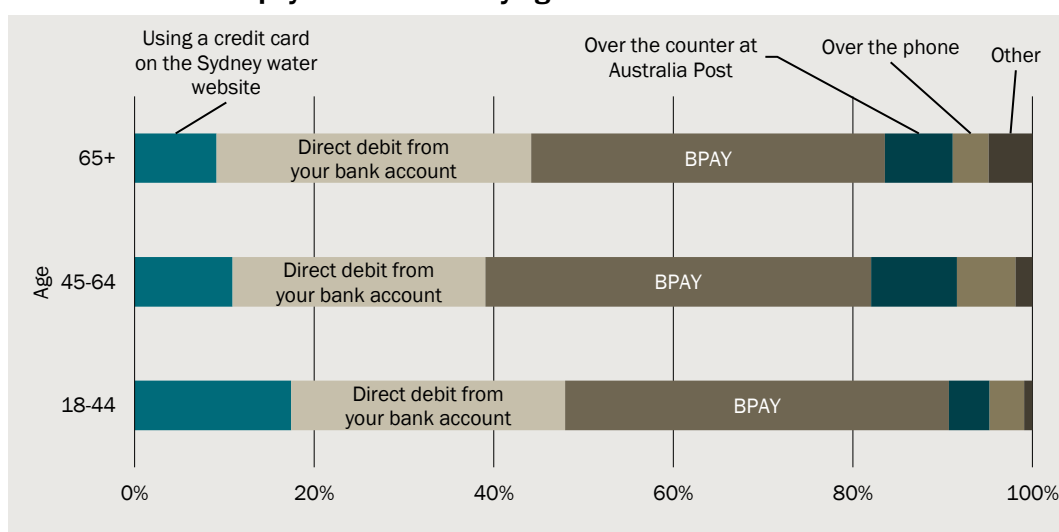 Using a credit card
on the Sydney water
website
Over the counter at
Australia Post
Over the phone
Other
65+
Direct debit from
your bank account
BPAY
Age
45-64
Direct debit from
your bank account
BPAY
18-44
Direct debit from
your bank account
BPAY
0%
20%
40%
60%
80%
100%